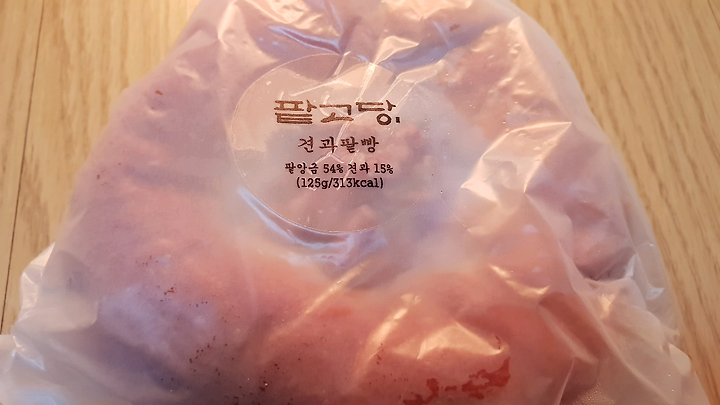 팥고당
견과팥빵
팥앙금 54% 견과 15%
(125g/313kcal)